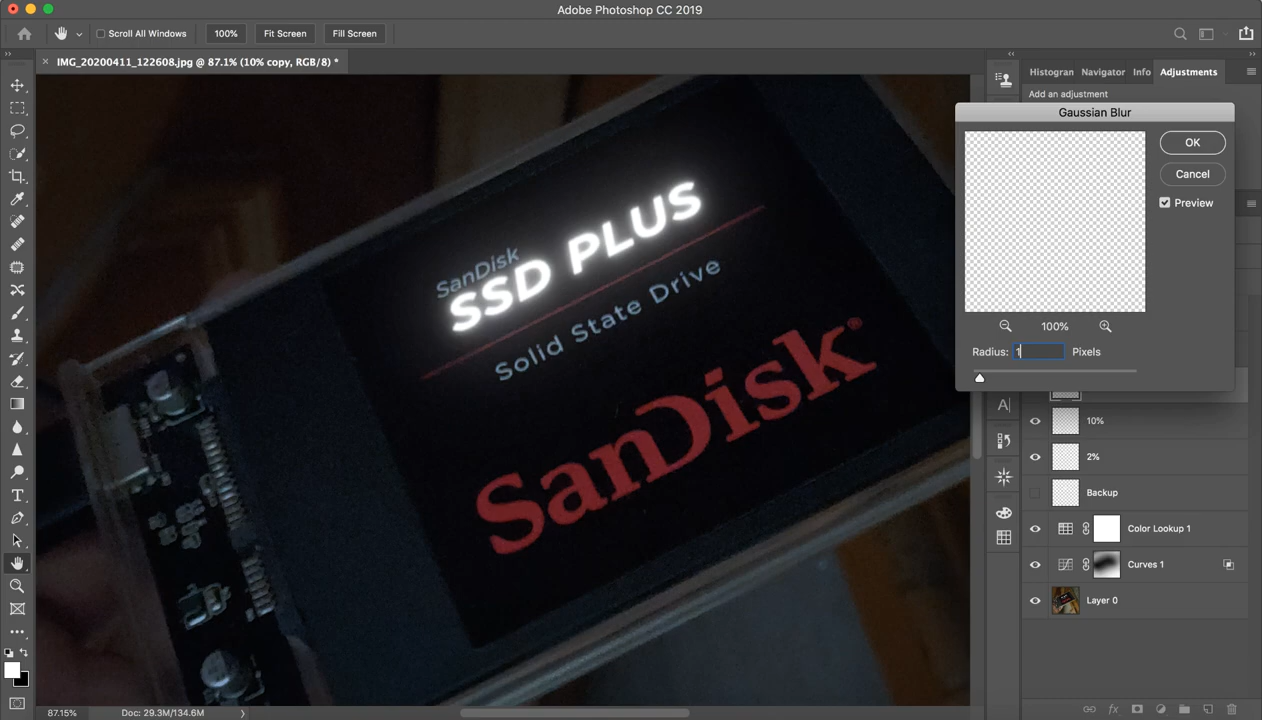 Adobe Photoshop CC 2019
Scroll All Windows
100%
Fit Screen
Fill Screen
IMG_20200411_122608.jpg @ 87.1% (10% copy, RGB/8) *
Histogran
Navigator
Info
Adjustments
Add an adjustment
Gaussian Blur
OK
Cancel
Preview
100%
Radius: 1 Pixels
SanDisk
SSD PLUS
Solid State Drive
SanDisk®
10%
2%
Backup
Color Lookup 1
Curves 1
Layer 0
87.15%
Doc: 29.3M/134.6M